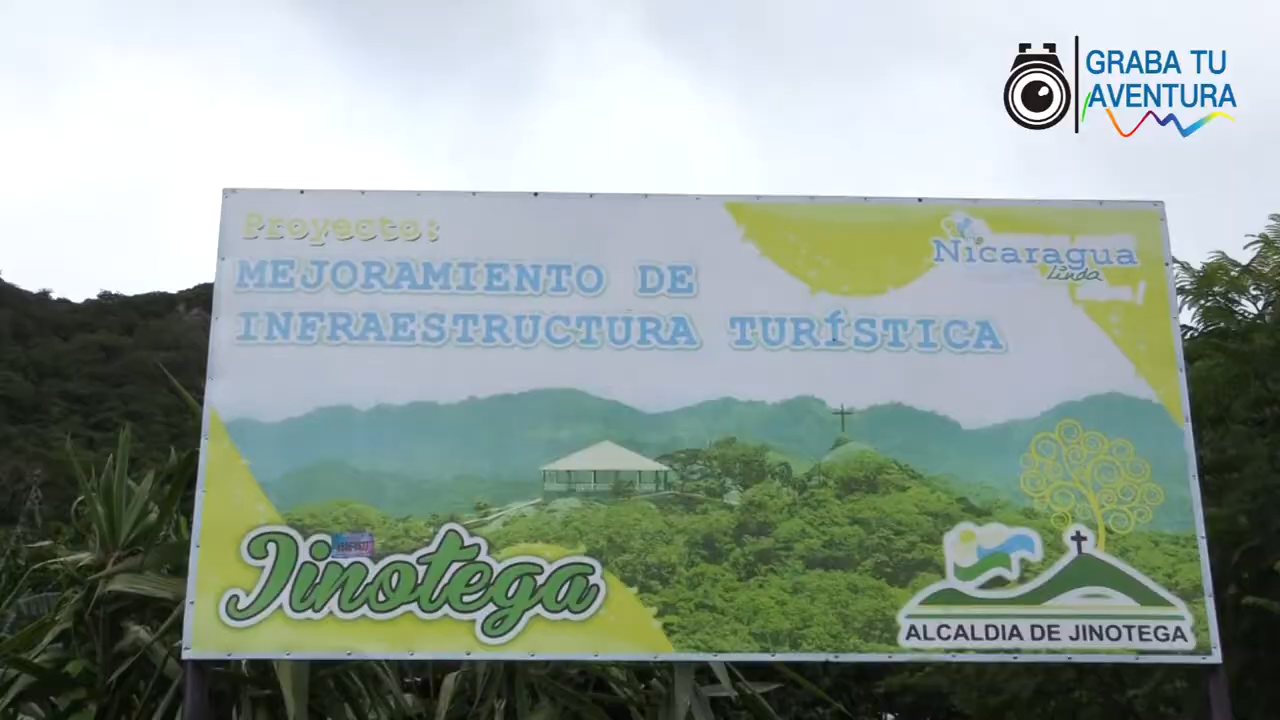 GRABA TU
AVENTURA
Proyecto:
MEJORAMIENTO DE
INFRAESTRUCTURA TURÍSTICA
Nicaragua
Linda
Jinotega
ALCALDIA DE JINOTEGA